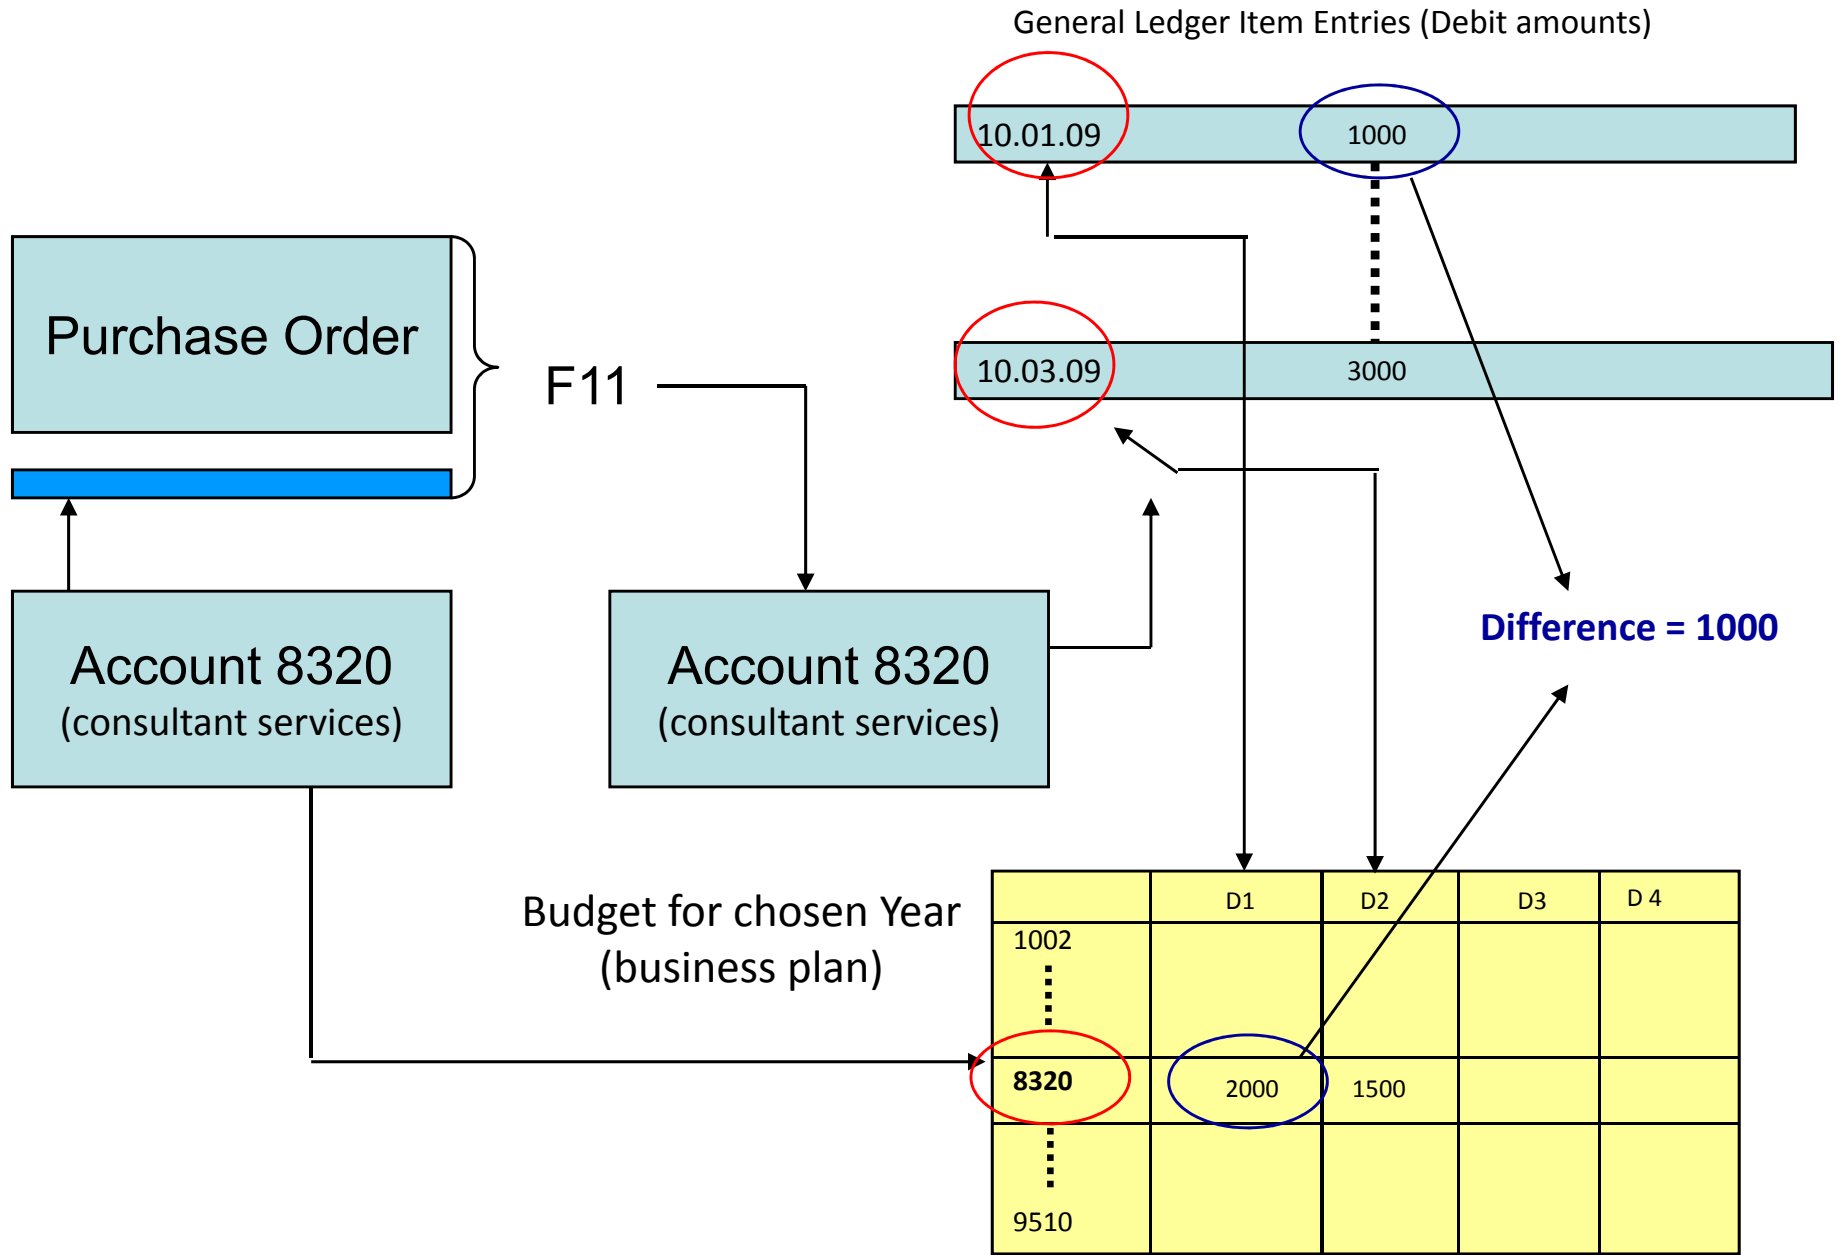 General Ledger Item Entries (Debit amounts)
10.01.09 1000
Purchase Order
F11
10.03.09 3000
Account 8320
(consultant services)
Account 8320
(consultant services)
Difference = 1000
Budget for chosen Year
(business plan)
D1 D2 D3 D 4
1002
8320 2000 1500
9510